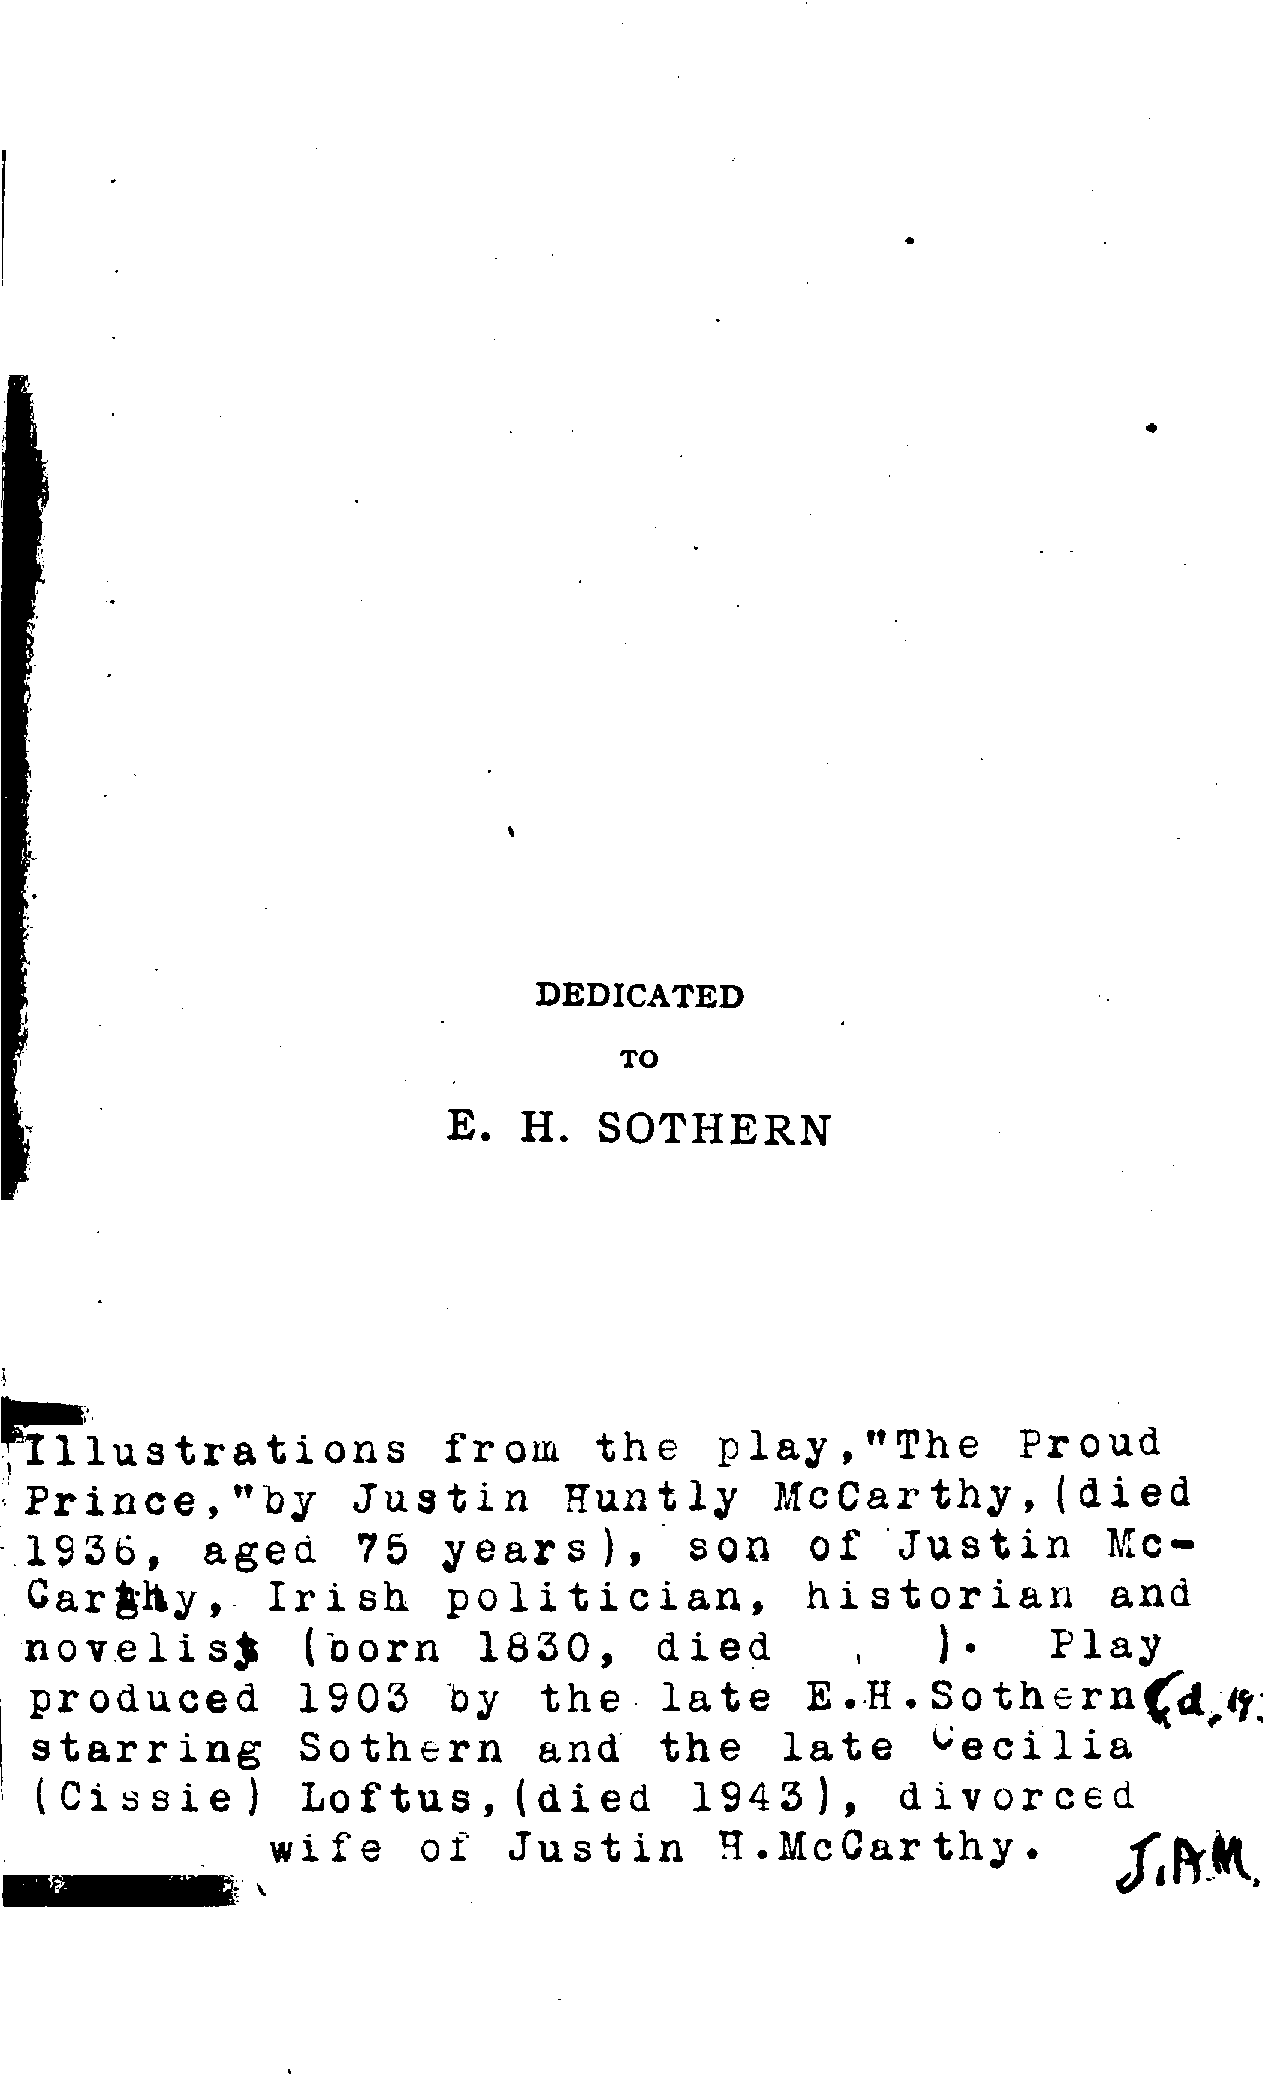 DEDICATED
TO
E. H. SOTHERN
Illustrations from the play,"The Proud
Prince,"by Justin Huntly McCarthy,(died
1936, aged 75 years), son of Justin Mc-
Carthy, Irish politician, historian and
novelist (born 1830, died , ). Play
produced 1903 by the late E.H.Sothern(d. 19
starring Sothern and the late Cecilia
(Cissie) Loftus,(died 1943), divorced
wife of Justin H.McCarthy. J.A.M.